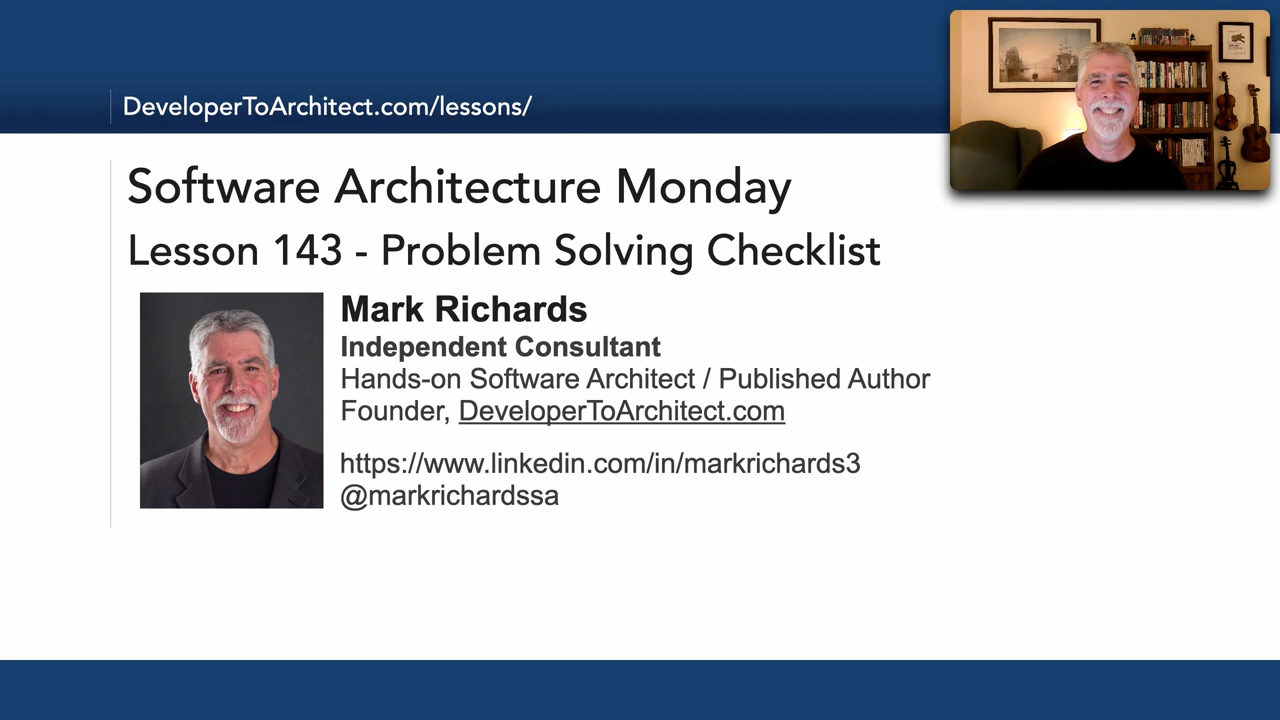 DeveloperToArchitect.com/lessons/
Software Architecture Monday
Lesson 143 - Problem Solving Checklist
Mark Richards
Independent Consultant
Hands-on Software Architect / Published Author
Founder, DeveloperToArchitect.com
https://www.linkedin.com/in/markrichards3
@markrichardssa